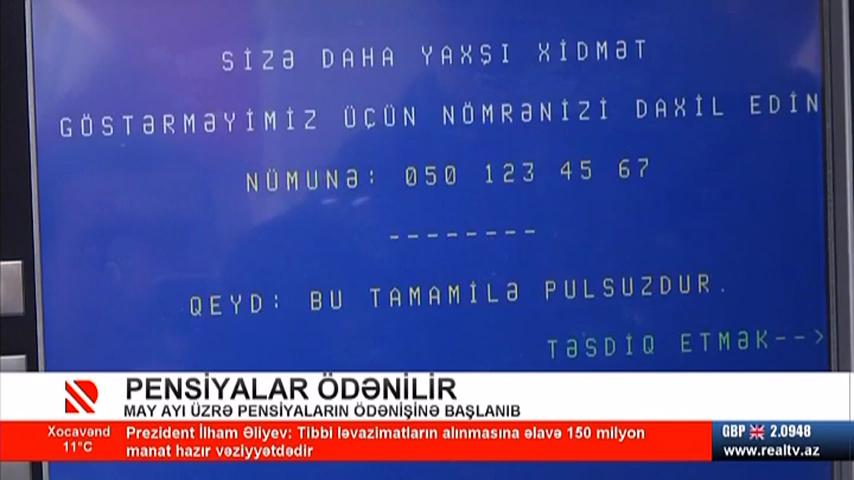 SİZƏ DAHA YAXŞI XİDMƏT
GÖSTƏRMƏYİMİZ ÜÇÜN NÖMRƏNİZİ DAXİL EDİN
NÜMUNƏ: 050 123 45 67
--------
QEYD: BU TAMAMİLƏ PULSUZDUR.
TƏSDİQ ETMƏK-->
PENSİYALAR ÖDƏNİLİR
MAY AYI ÜZRƏ PENSİYALARIN ÖDƏNİŞİNƏ BAŞLANIB
Xocavənd
11°C
Prezident İlham Əliyev: Tibbi ləvazimatların alınmasına əlavə 150 milyon
manat hazır vəziyyətdədir
GBP 2.0948
www.realtv.az